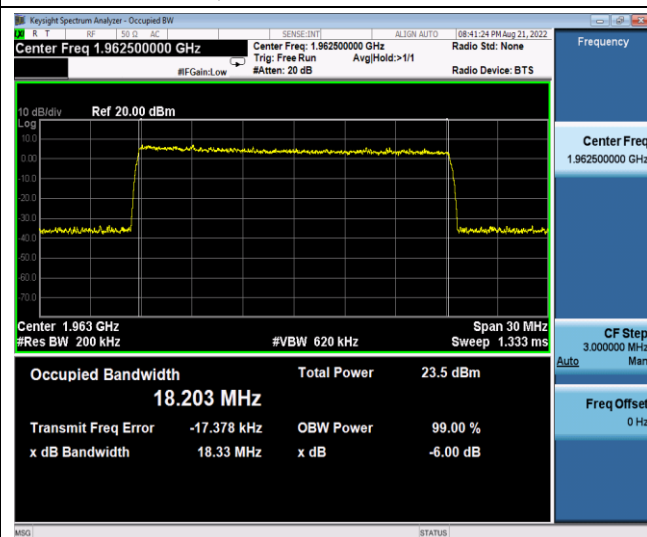 Keysight Spectrum Analyzer - Occupied BW
R T RF 50 Ω AC SENSE:INT ALIGN AUTO 08:41:24 PM Aug 21, 2022
Center Freq 1.962500000 GHz
Center Freq: 1.962500000 GHz
Radio Std: None
Trig: Free Run Avg|Hold:>1/1
#IFGain:Low
#Atten: 20 dB
Radio Device: BTS
Frequency
10 dB/div Ref 20.00 dBm
Log
10.0
0.00
-10.0
-20.0
-30.0
-40.0
-50.0
-60.0
-70.0
Center Freq
1.962500000 GHz
Center 1.963 GHz Span 30 MHz
#Res BW 200 kHz #VBW 620 kHz Sweep 1.333 ms
CF Step
3.000000 MHz
Auto Man
Occupied Bandwidth Total Power 23.5 dBm
18.203 MHz
Transmit Freq Error -17.378 kHz OBW Power 99.00 %
x dB Bandwidth 18.33 MHz x dB -6.00 dB
Freq Offset
0 Hz
MSG STATUS